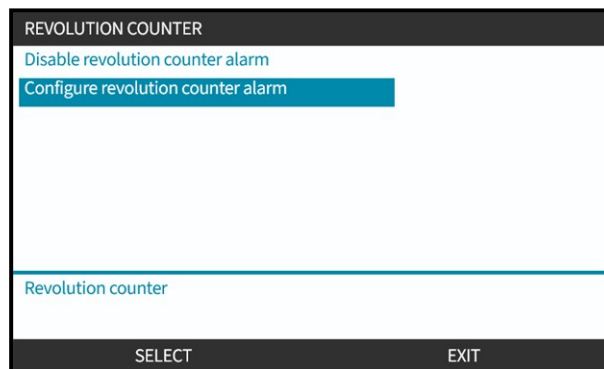 REVOLUTION COUNTER
Disable revolution counter alarm
Configure revolution counter alarm
Revolution counter
SELECT EXIT